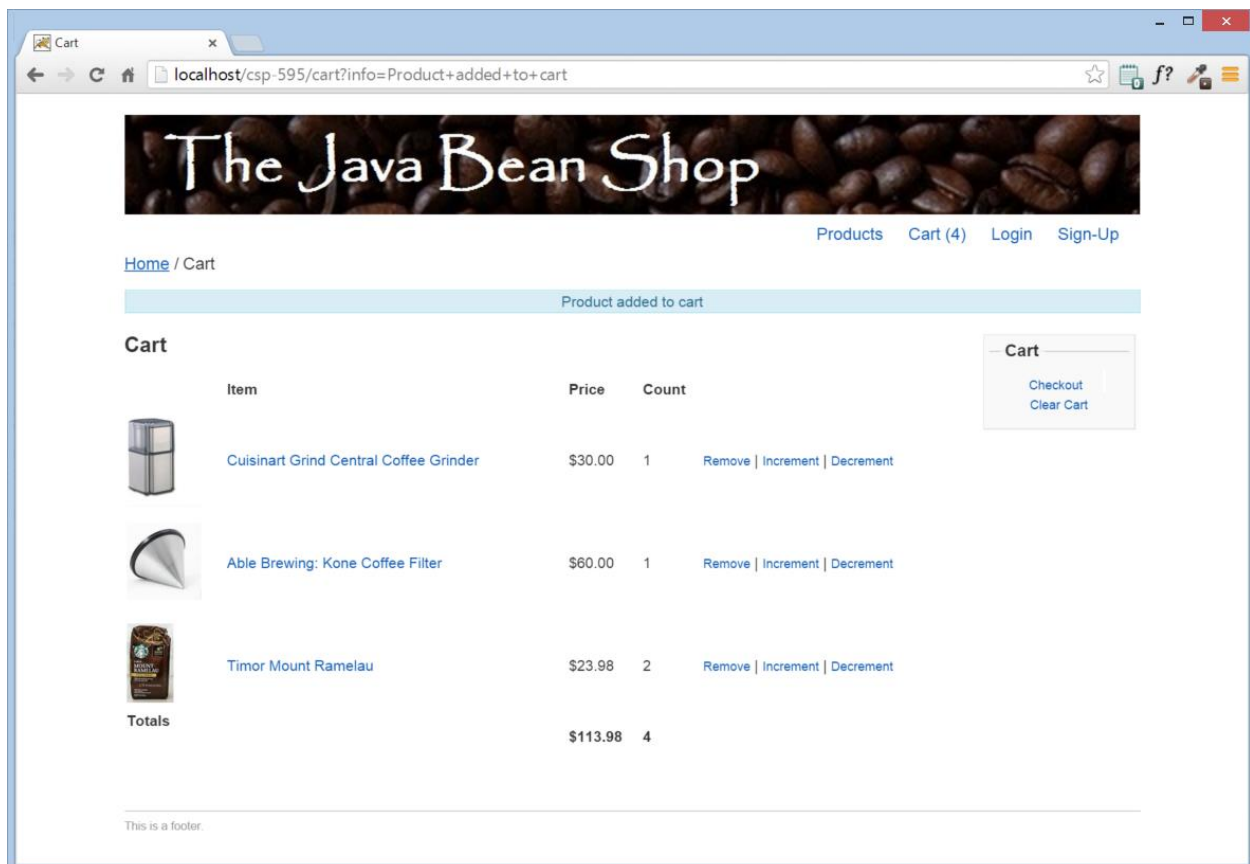 Cart
localhost/csp-595/cart?info=Product+added+to+cart
f?
The Java Bean Shop
Products Cart (4) Login Sign-Up
Home / Cart
Product added to cart
Cart
Cart
Checkout
Clear Cart
Item Price Count
Cuisinart Grind Central Coffee Grinder $30.00 1 Remove | Increment | Decrement
Able Brewing: Kone Coffee Filter $60.00 1 Remove | Increment | Decrement
MOUNT
RAMELAU
Timor Mount Ramelau $23.98 2 Remove | Increment | Decrement
Totals
$113.98 4
This is a footer.